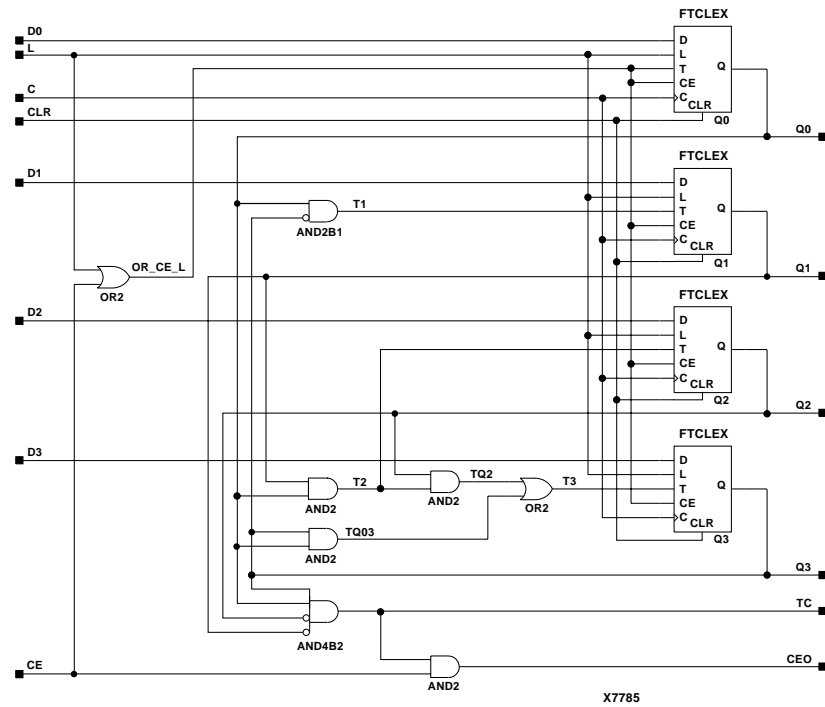 FTCLEX
D0
L
D
L
T
CE
C
CLR
Q
Q0
C
CLR
Q0
FTCLEX
D1
D
L
T
CE
C
CLR
Q
Q1
T1
AND2B1
OR_CE_L
OR2
Q1
FTCLEX
D2
D
L
T
CE
C
CLR
Q
Q2
Q2
FTCLEX
D3
D
L
T
CE
C
CLR
Q
Q3
T2
AND2
TQ2
AND2
T3
OR2
TQ03
AND2
Q3
AND4B2
TC
CE
AND2
CEO
X7785